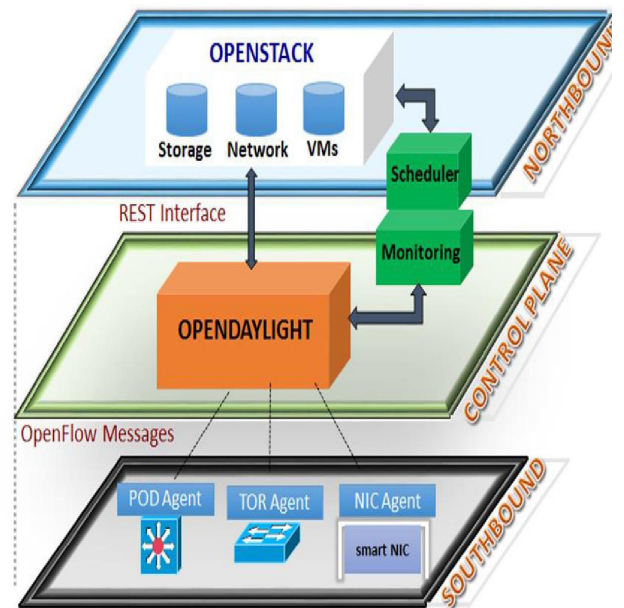 OPENSTACK
Storage
Network
VMs
NORTHBOUND
Scheduler
REST Interface
Monitoring
OPENDAYLIGHT
CONTROL PLANE
OpenFlow Messages
POD Agent
TOR Agent
NIC Agent
smart NIC
SOUTHBOUND